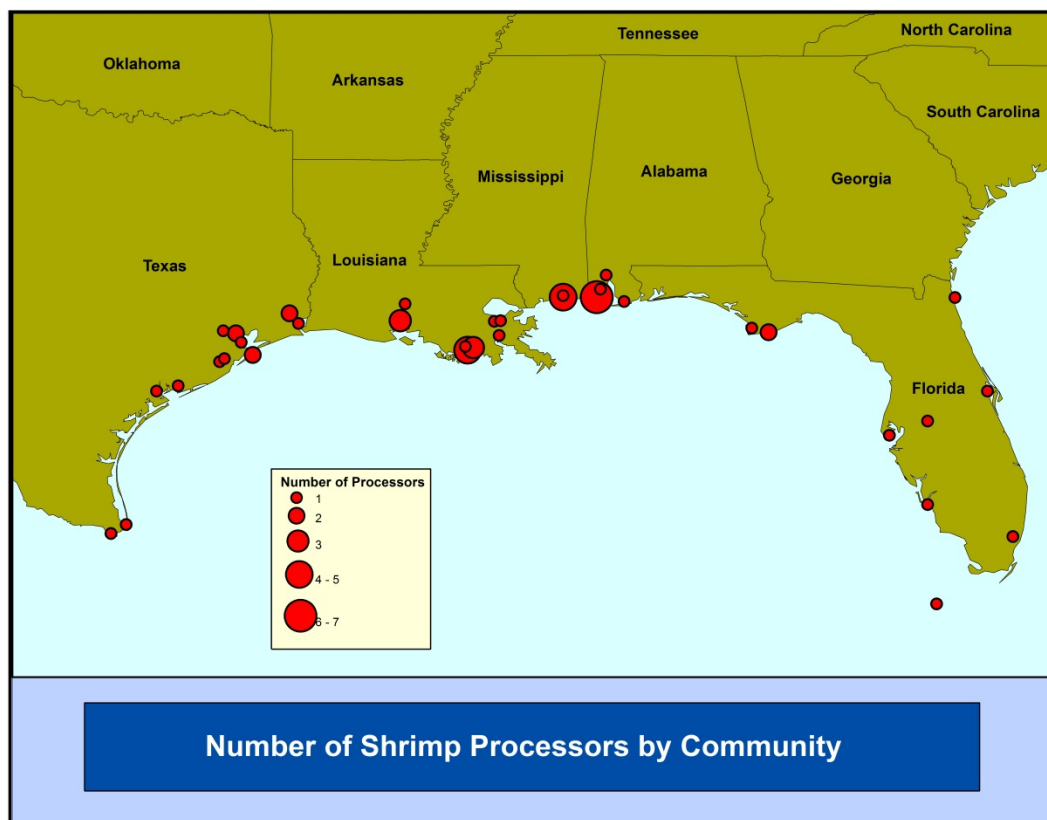 Tennessee
North Carolina
Oklahoma
Arkansas
South Carolina
Mississippi
Alabama
Georgia
Texas
Louisiana
Florida
Number of Processors
1
2
3
4 - 5
6 - 7
Number of Shrimp Processors by Community